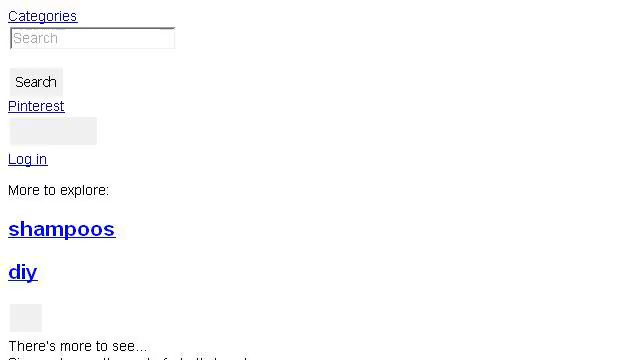 Categories
Search
Search
Pinterest
Log in
More to explore:
shampoos
diy
There's more to see...